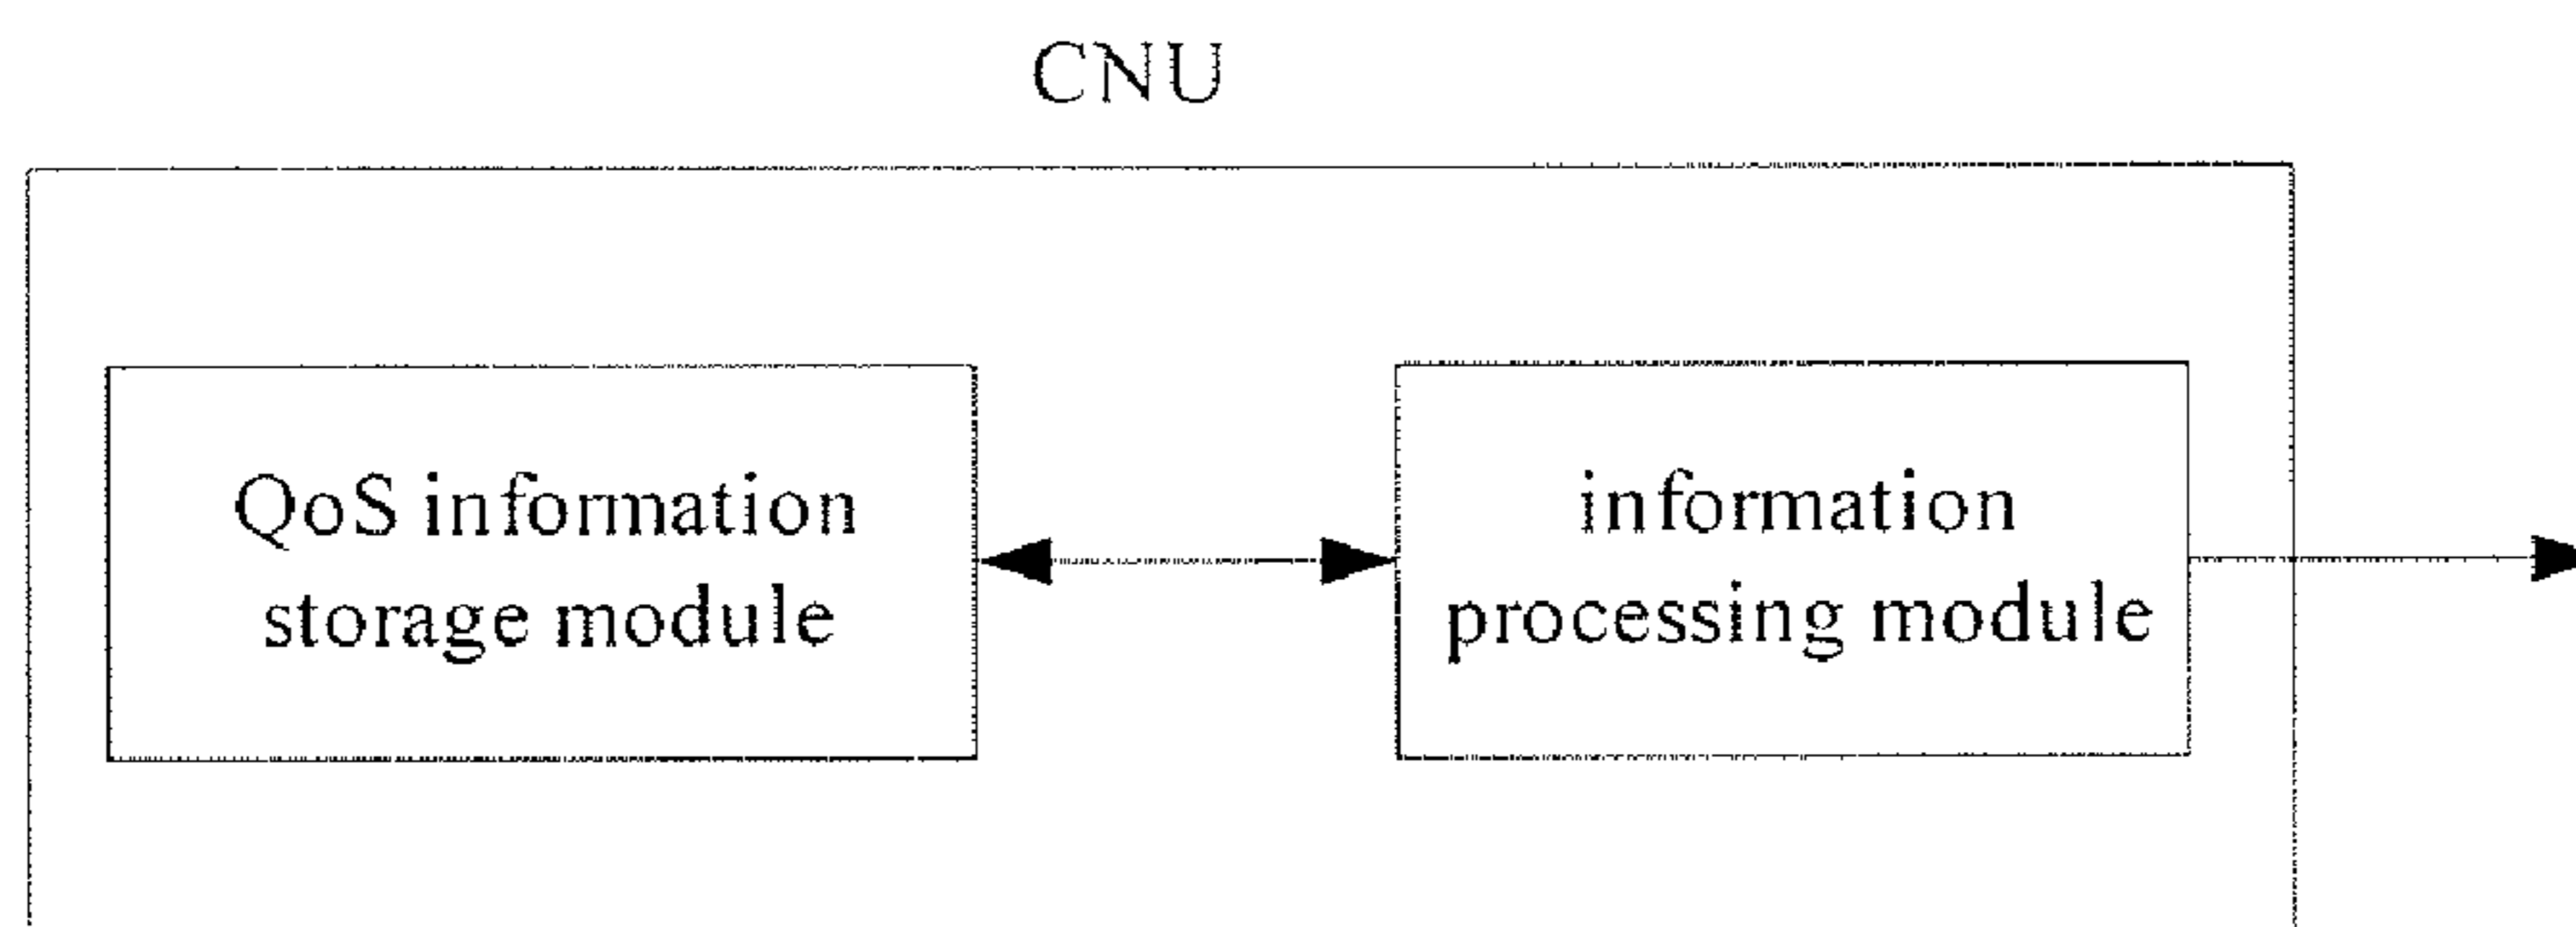 CNU
QoS information
storage module
information
processing module